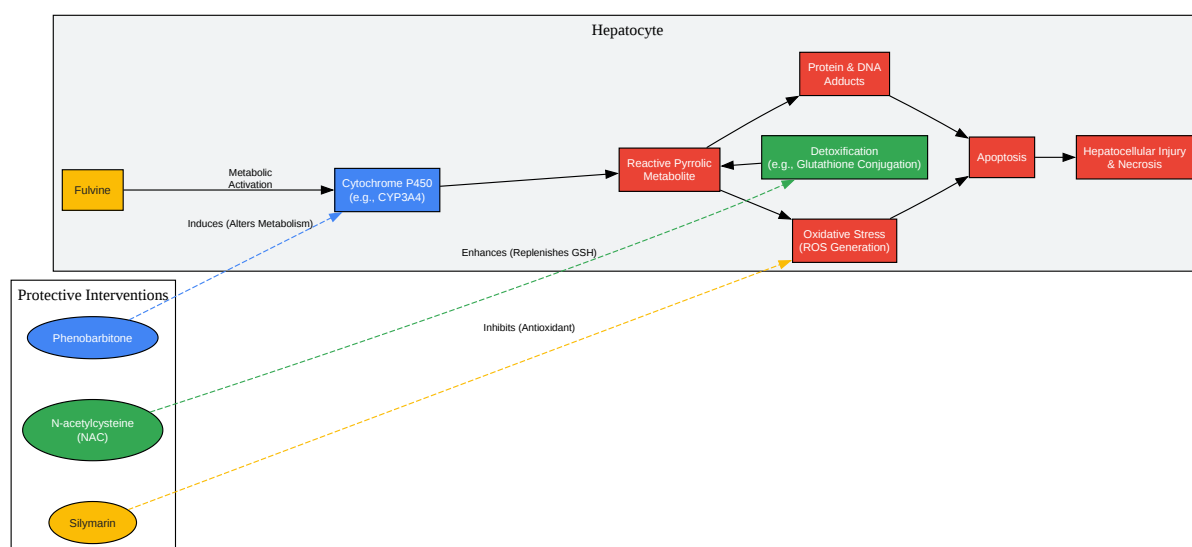 Hepatocyte
Protein & DNA
Adducts
Detoxification
(e.g., Glutathione Conjugation)
Reactive Pyrrolic
Metabolite
Apoptosis
Hepatocellular Injury
& Necrosis
Metabolic
Activation
Fulvine
Cytochrome P450
(e.g., CYP3A4)
Induces (Alters Metabolism)
Oxidative Stress
(ROS Generation)
Enhances (Replenishes GSH)
Protective Interventions
Inhibits (Antioxidant)
Phenobarbitone
N-acetylcysteine
(NAC)
Silymarin